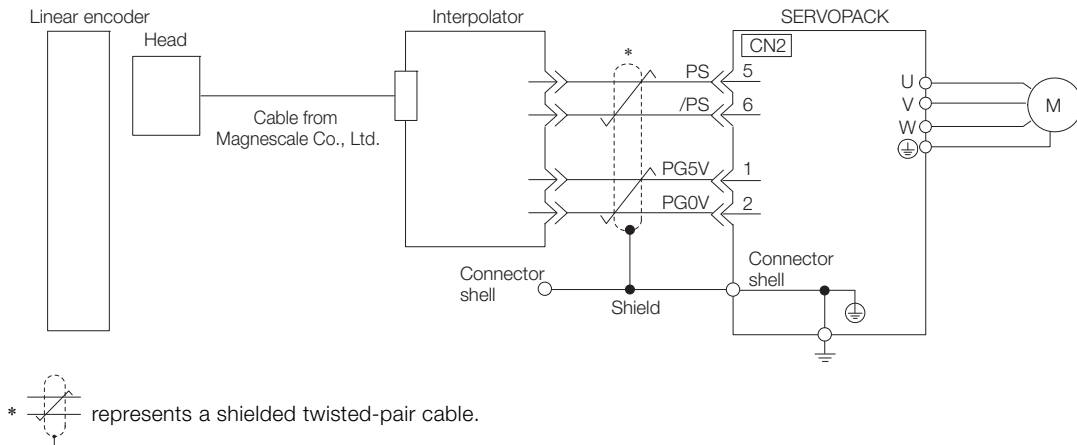 Linear encoder
Head
Cable from
Magnescale Co., Ltd.
Interpolator
*
SERVOPACK
CN2
PS 5
/PS 6
PG5V 1
PG0V 2
U
V
W
M
Connector
shell
Shield
Connector
shell
* represents a shielded twisted-pair cable.